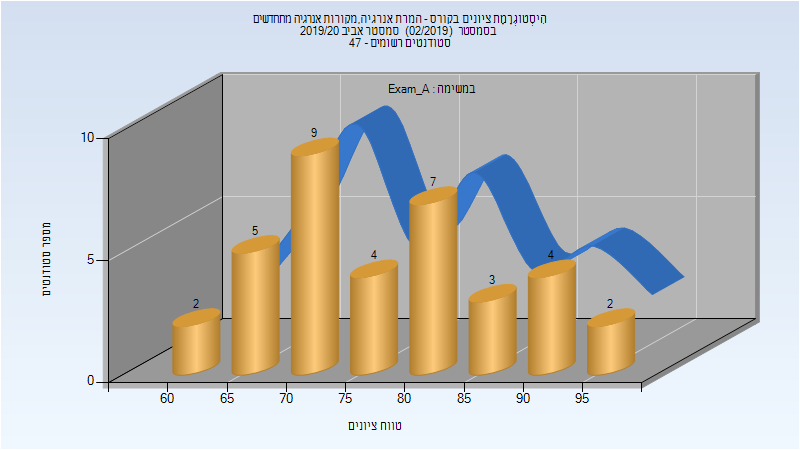 היסטוגרמת ציונים בקורס - המרת אנרגיה,מקורות אנרגיה מתחדשים
בסמסטר (02/2019) סמסטר אביב 2019/20
סטודנטים רשומים - 47
במשימה : Exam_A
מספר סטודנטים
10
5
0
2
5
9
4
7
3
4
2
60 65 70 75 80 85 90 95
טווח ציונים